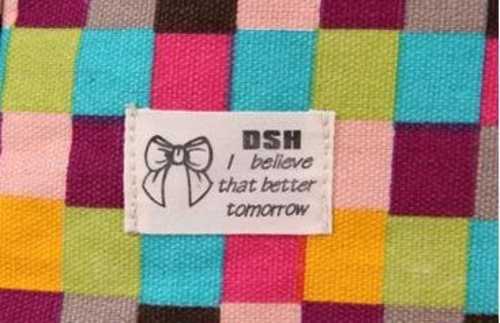 DSH
I believe
that better
tomorrow